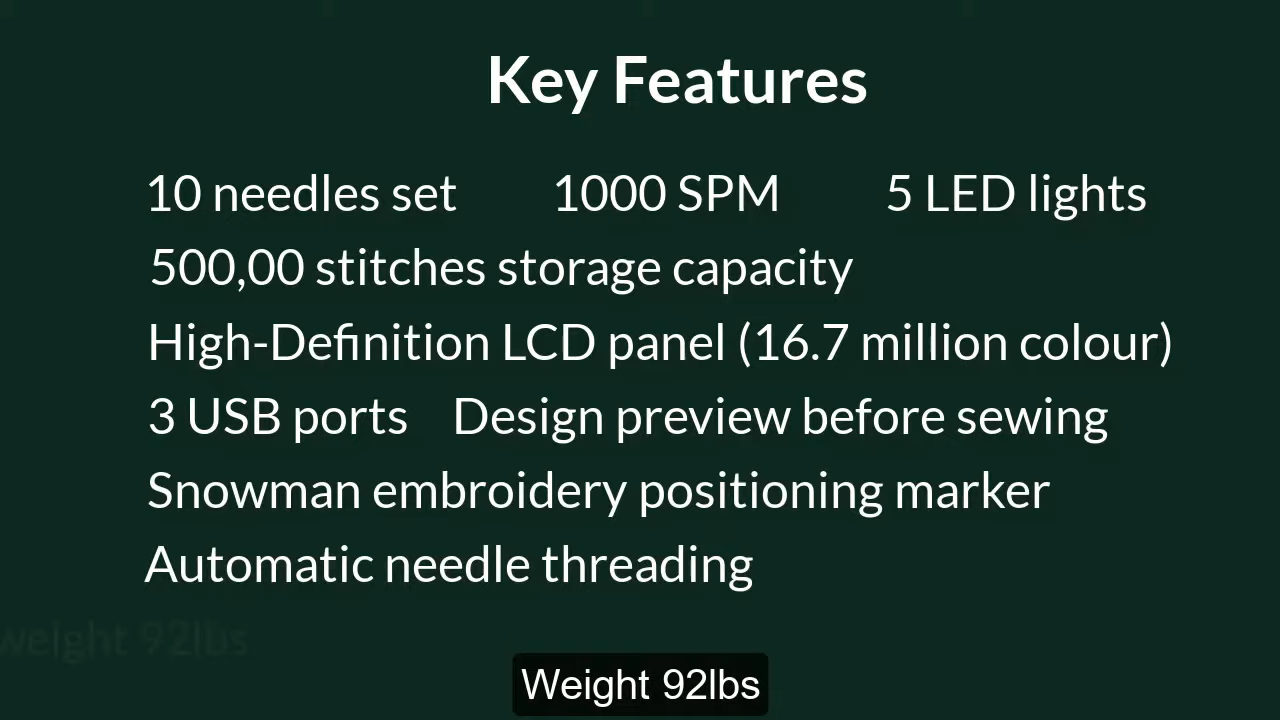 Key Features
10 needles set 1000 SPM 5 LED lights
500,00 stitches storage capacity
High-Definition LCD panel (16.7 million colour)
3 USB ports Design preview before sewing
Snowman embroidery positioning marker
Automatic needle threading
weight 92lbs
Weight 92lbs